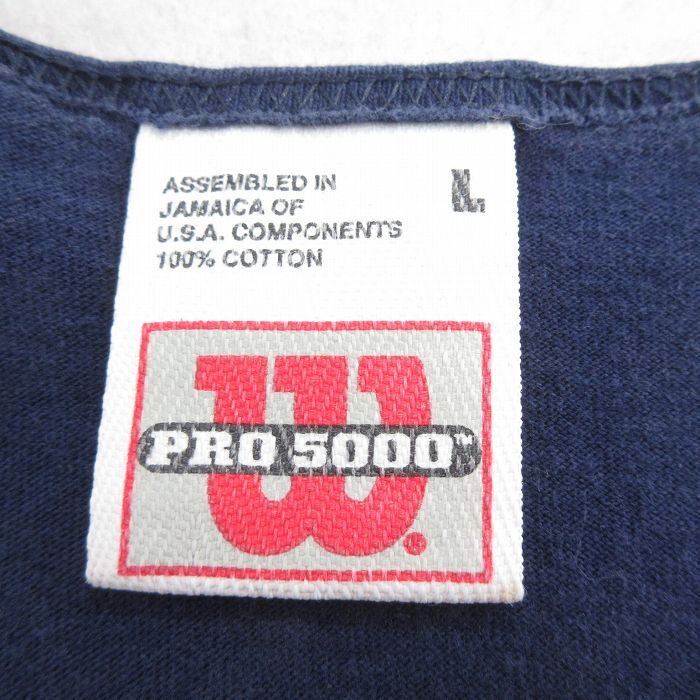 ASSEMBLED IN
JAMAICA OF
U.S.A. COMPONENTS
100% COTTON
L
W
PRO 5000™
®